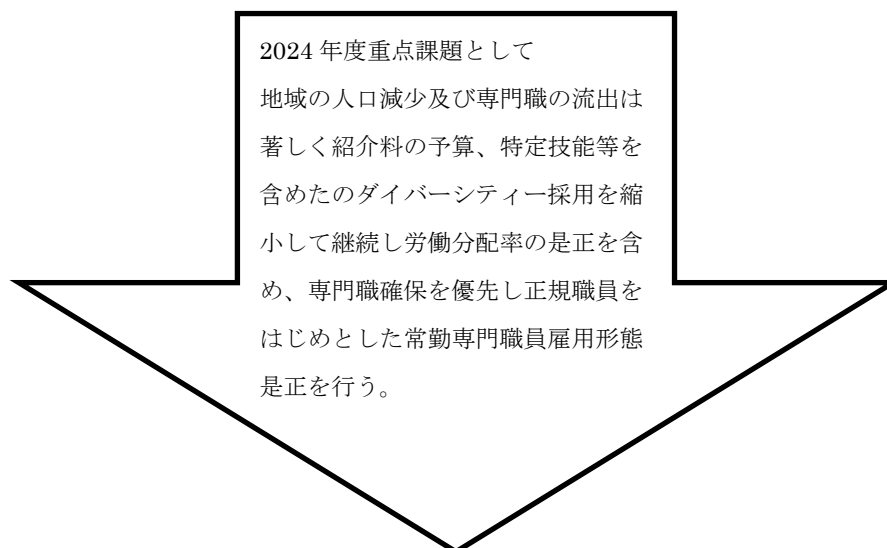 2024 年度重点課題として
地域の人口減少及び専門職の流出は
著しく紹介料の予算、特定技能等を
含めたのダイバーシティー採用を縮
小して継続し労働分配率の是正を含
め、専門職確保を優先し正規職員を
はじめとした常勤専門職員雇用形態
是正を行う。